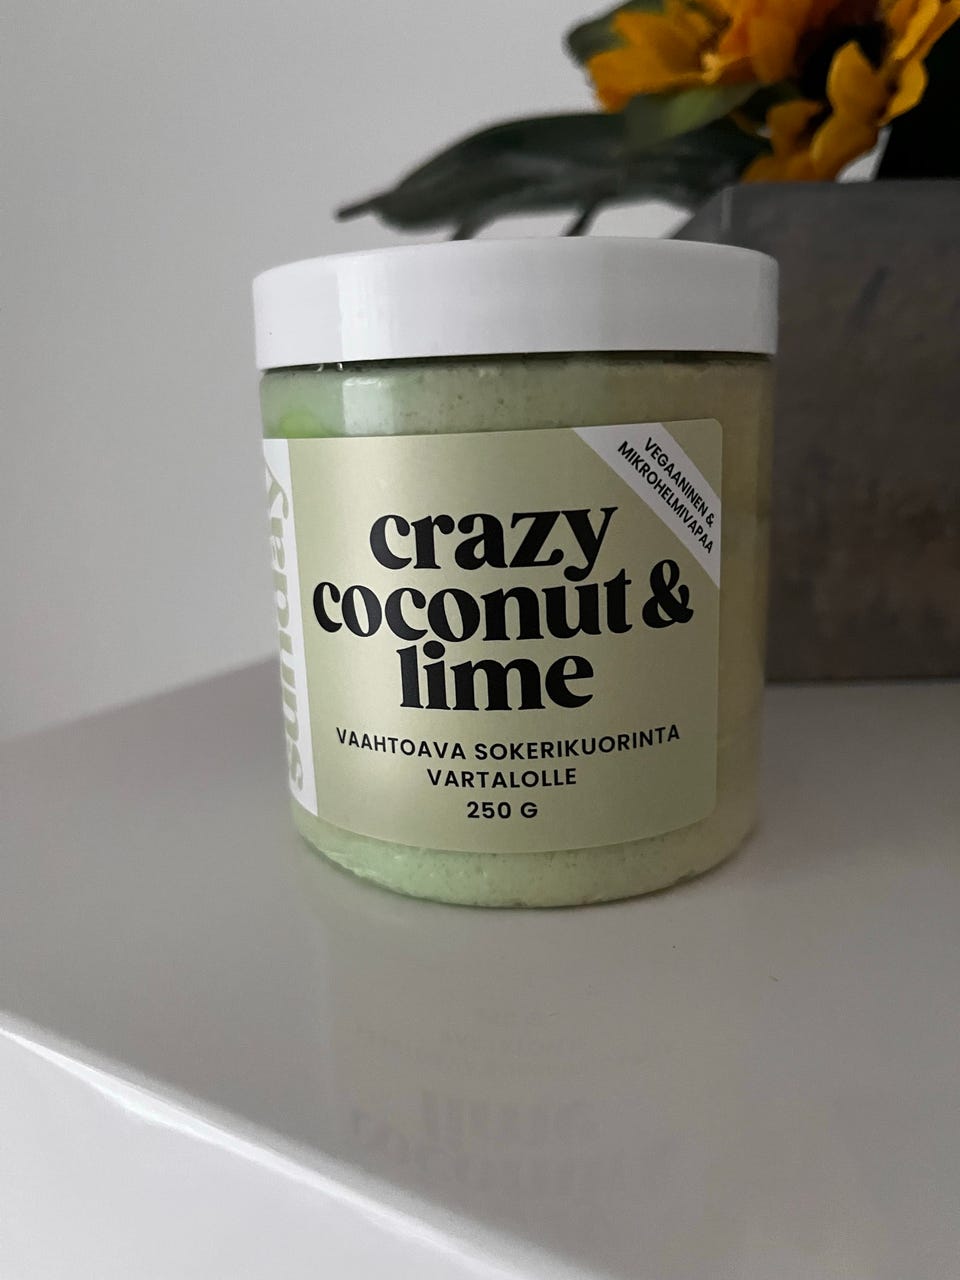 crazy
coconut &
lime
VEGAANINEN &
MIKROHELMIVAPAA
VAAHTOAVA SOKERIKUORINTA
VARTALOLLE
250 G